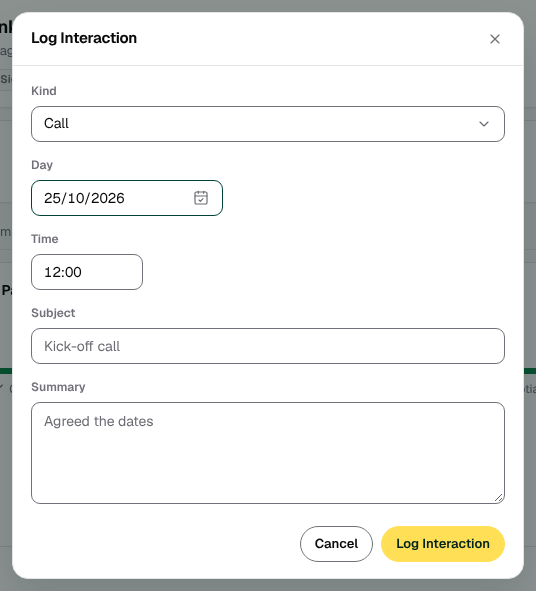 Log Interaction
Kind
Call
Day
25/10/2026
Time
12:00
Subject
Kick-off call
Summary
Agreed the dates
Cancel
Log Interaction